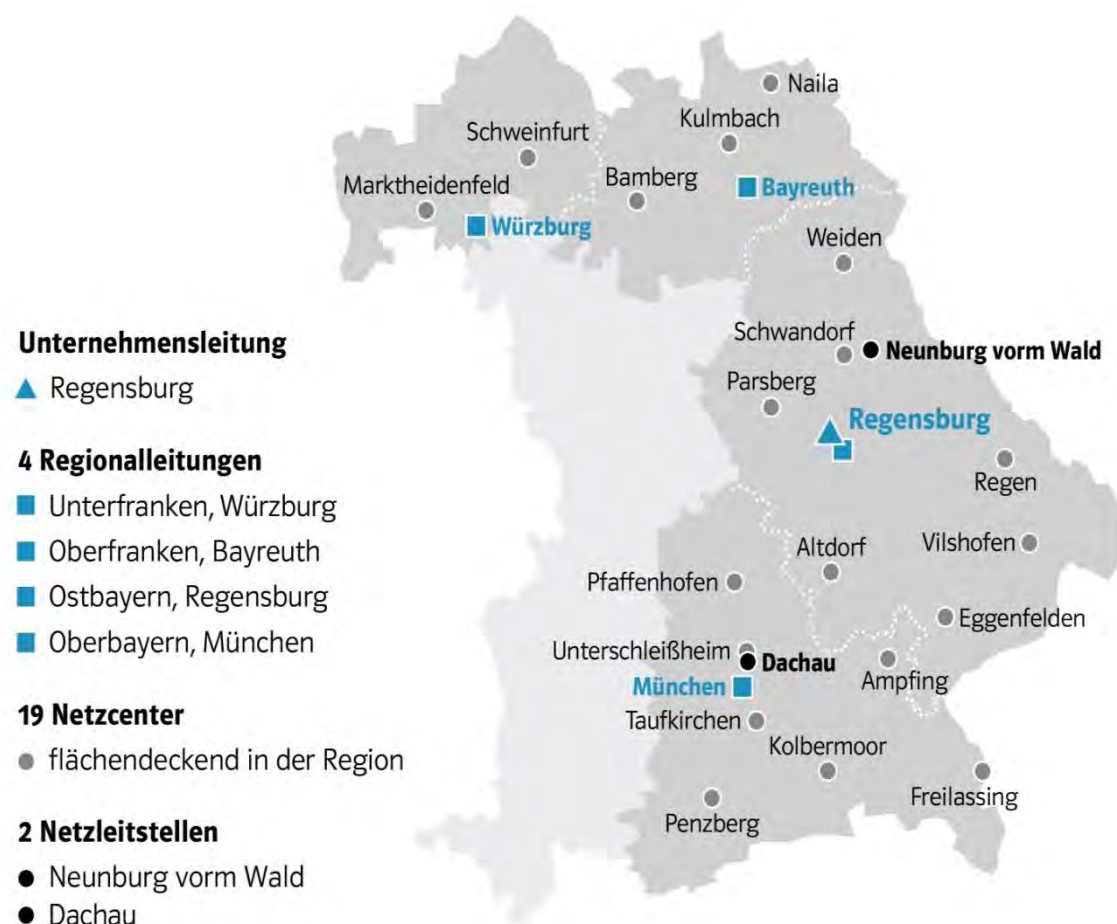 Naila
Kulmbach
Schweinfurt
Bamberg
Bayreuth
Marktheidenfeld
Würzburg
Weiden
Schwandorf
Neunburg vorm Wald
Parsberg
Regensburg
Regen
Altdorf
Vilshofen
Pfaffenhofen
Eggenfelden
Unterschleißheim
Dachau
Ampfing
München
Taufkirchen
Kolbermoor
Freilassing
Penzberg
Unternehmensleitung
Regensburg
4 Regionalleitungen
Unterfranken, Würzburg
Oberfranken, Bayreuth
Ostbayern, Regensburg
Oberbayern, München
19 Netzcenter
flächendeckend in der Region
2 Netzleitstellen
Neunburg vorm Wald
Dachau